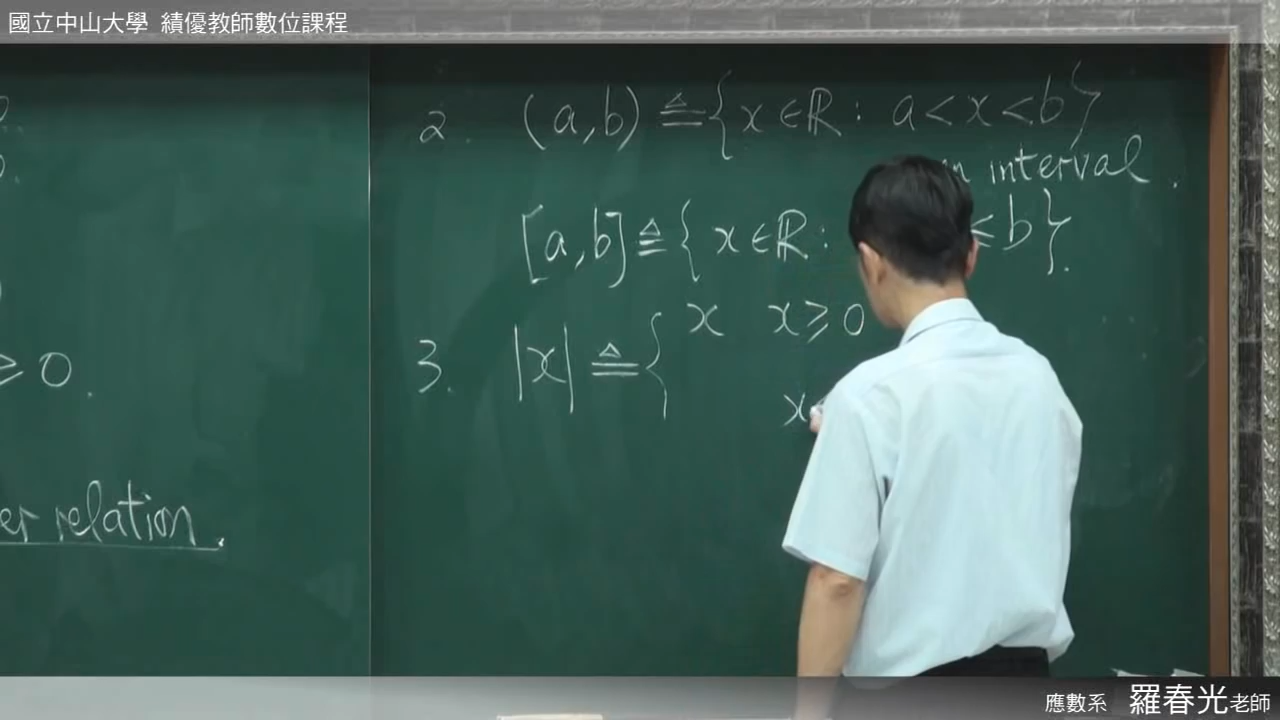 國立中山大學 績優教師數位課程
2. (a,b) ≜ {x∈ℝ: a<x<b}
interval.
[a,b] ≜ {x∈ℝ: ≤b}.
3. |x| ≜ { x x≥0
x
≥0.
relation.
應數系 羅春光老師